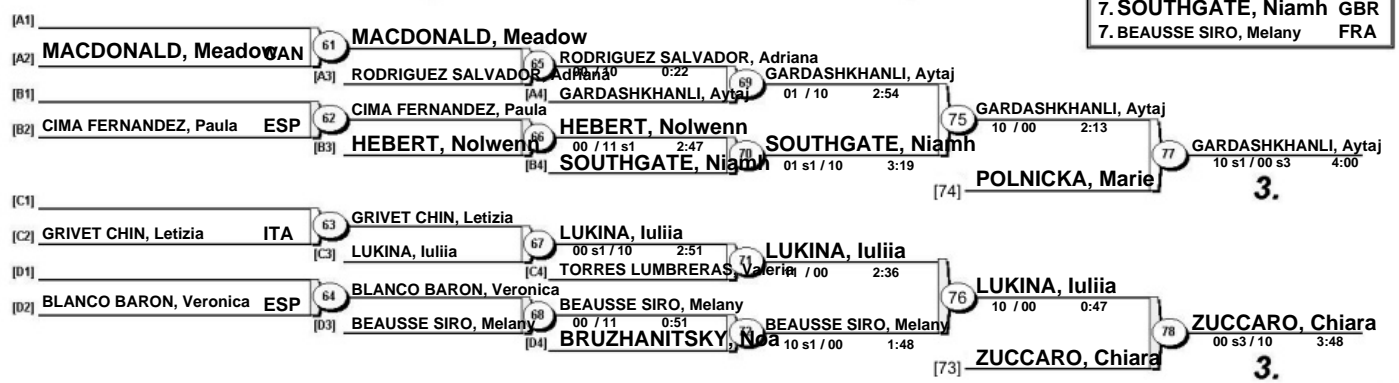 7. SOUTHGATE, Niamh GBR
7. BEAUSSE SIRO, Melany FRA
[A1]
[A2] MACDONALD, Meadow CAN
61 MACDONALD, Meadow
[A3] RODRIGUEZ SALVADOR, Adriana
65 RODRIGUEZ SALVADOR, Adriana
00 / 10 0:22
[A4] GARDASHKHANLI, Aytaj
69 GARDASHKHANLI, Aytaj
01 / 10 2:54
[B1]
[B2] CIMA FERNANDEZ, Paula ESP
62 CIMA FERNANDEZ, Paula
[B3] HEBERT, Nolwenn
66 HEBERT, Nolwenn
00 / 11 s1 2:47
[B4] SOUTHGATE, Niamh
70 SOUTHGATE, Niamh
01 s1 / 10 3:19
75 GARDASHKHANLI, Aytaj
10 / 00 2:13
[74] POLNICKA, Marie
77 GARDASHKHANLI, Aytaj
10 s1 / 00 s3 4:00
3.
[C1]
[C2] GRIVET CHIN, Letizia ITA
63 GRIVET CHIN, Letizia
[C3] LUKINA, Iuliia
67 LUKINA, Iuliia
00 s1 / 10 2:51
[C4] TORRES LUMBRERAS, Valeria
71 LUKINA, Iuliia
/ 00 2:36
[D1]
[D2] BLANCO BARON, Veronica ESP
64 BLANCO BARON, Veronica
[D3] BEAUSSE SIRO, Melany
68 BEAUSSE SIRO, Melany
00 / 11 0:51
[D4] BRUZHANITSKY, Noa
72 BEAUSSE SIRO, Melany
10 s1 / 00 1:48
76 LUKINA, Iuliia
10 / 00 0:47
[73] ZUCCARO, Chiara
78 ZUCCARO, Chiara
00 s3 / 10 3:48
3.